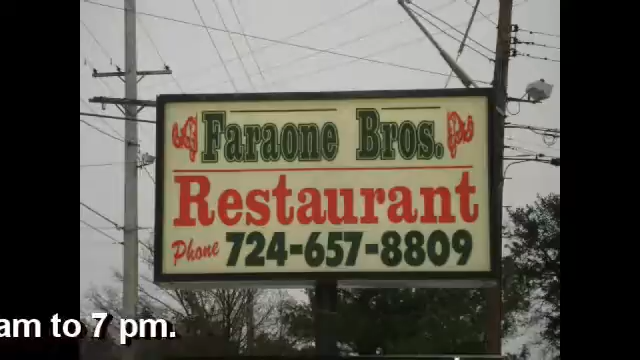 Faraone Bros.
Restaurant
Phone 724-657-8809
am to 7 pm.